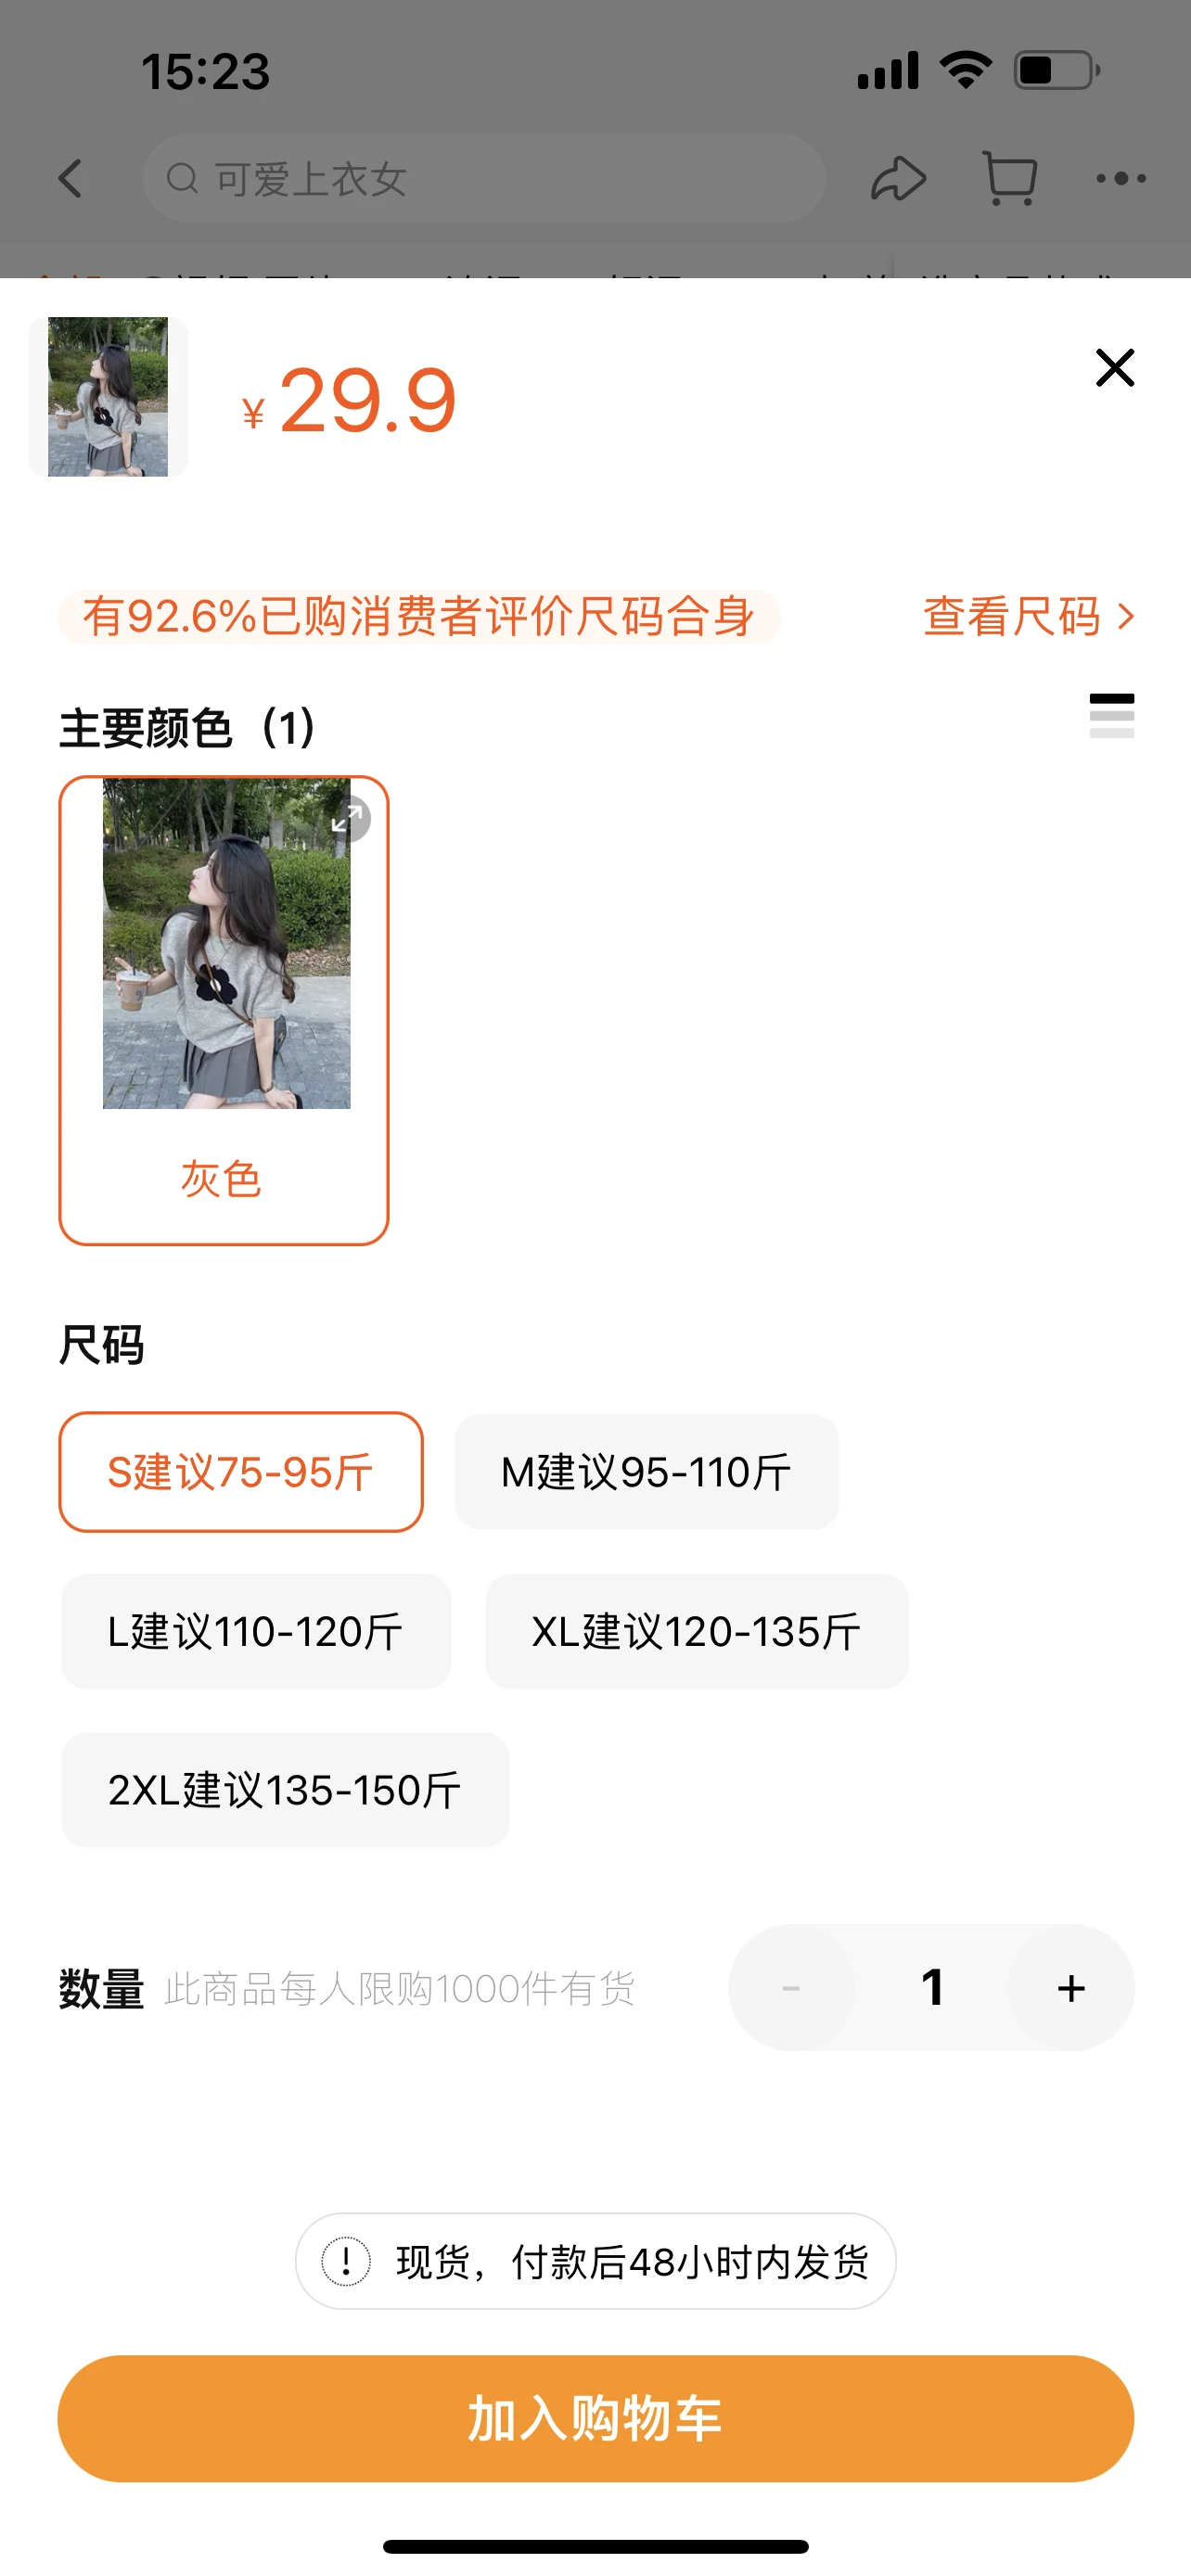 15:23
可爱上衣女
¥29.9
有92.6%已购消费者评价尺码合身
查看尺码
主要颜色（1）
灰色
尺码
S建议75-95斤
M建议95-110斤
L建议110-120斤
XL建议120-135斤
2XL建议135-150斤
数量 此商品每人限购1000件有货
- 1 +
现货，付款后48小时内发货
加入购物车